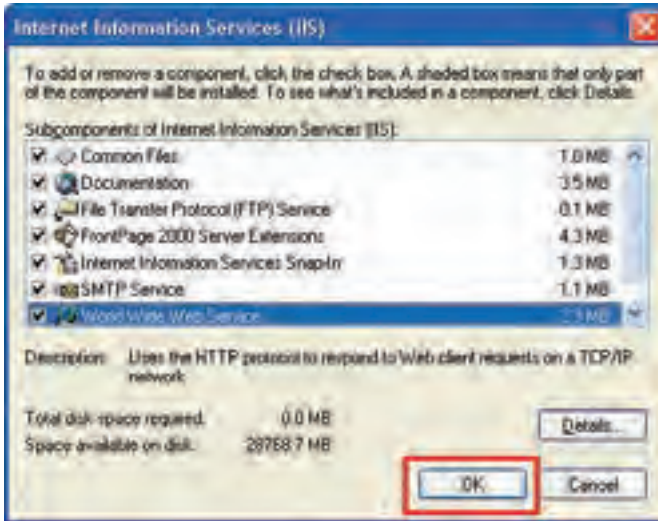 Internet Information Services (IIS)
To add or remove a component, click the check box. A shaded box means that only part
of the component will be installed. To see what's included in a component, click Details.
Subcomponents of Internet Information Services (IIS):
Common Files 1.0 MB
Documentation 3.5 MB
File Transfer Protocol (FTP) Service 0.1 MB
FrontPage 2000 Server Extensions 4.3 MB
Internet Information Services Snap-In 1.3 MB
SMTP Service 1.1 MB
World Wide Web Service MB
Description: Uses the HTTP protocol to respond to Web client requests on a TCP/IP
network
Total disk space required: 0.0 MB
Space available on disk: 28768.7 MB
Details...
OK
Cancel